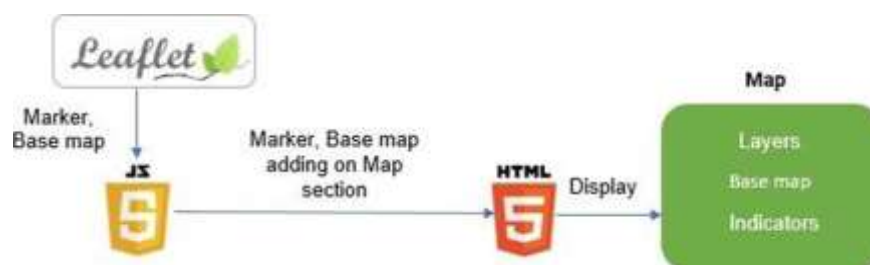 Leaflet
Map
Marker,
Base map
JS
Marker, Base map
adding on Map
section
HTML
5
Display
Layers
Base map
Indicators